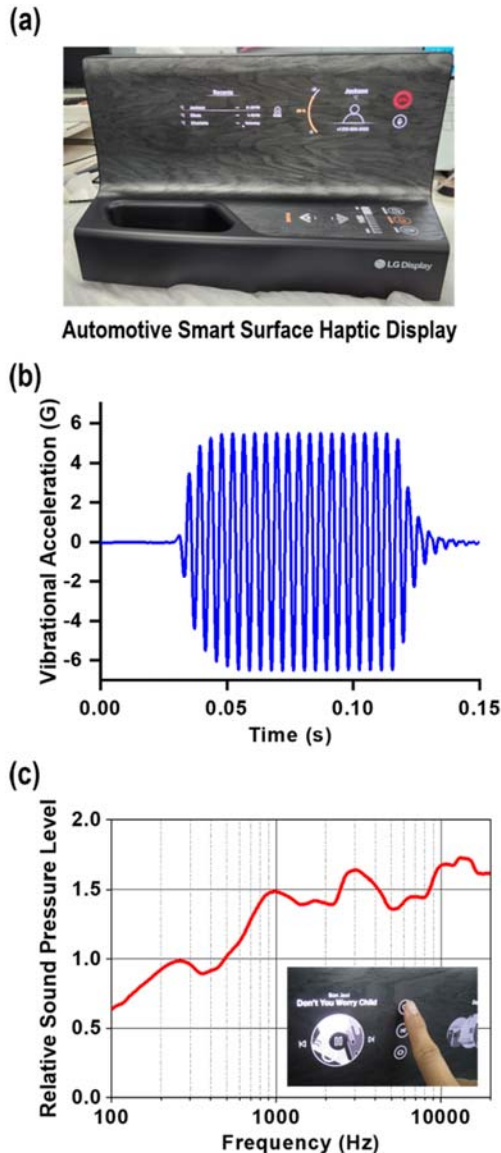 (a)
Jackson
LG Display
Automotive Smart Surface Haptic Display
(b)
Vibrational Acceleration (G)
6
4
2
0
-2
-4
-6
0.00 0.05 0.10 0.15
Time (s)
(c)
Relative Sound Pressure Level
2.0
1.5
1.0
0.5
0.0
Don't You Worry Child
100 1000 10000
Frequency (Hz)